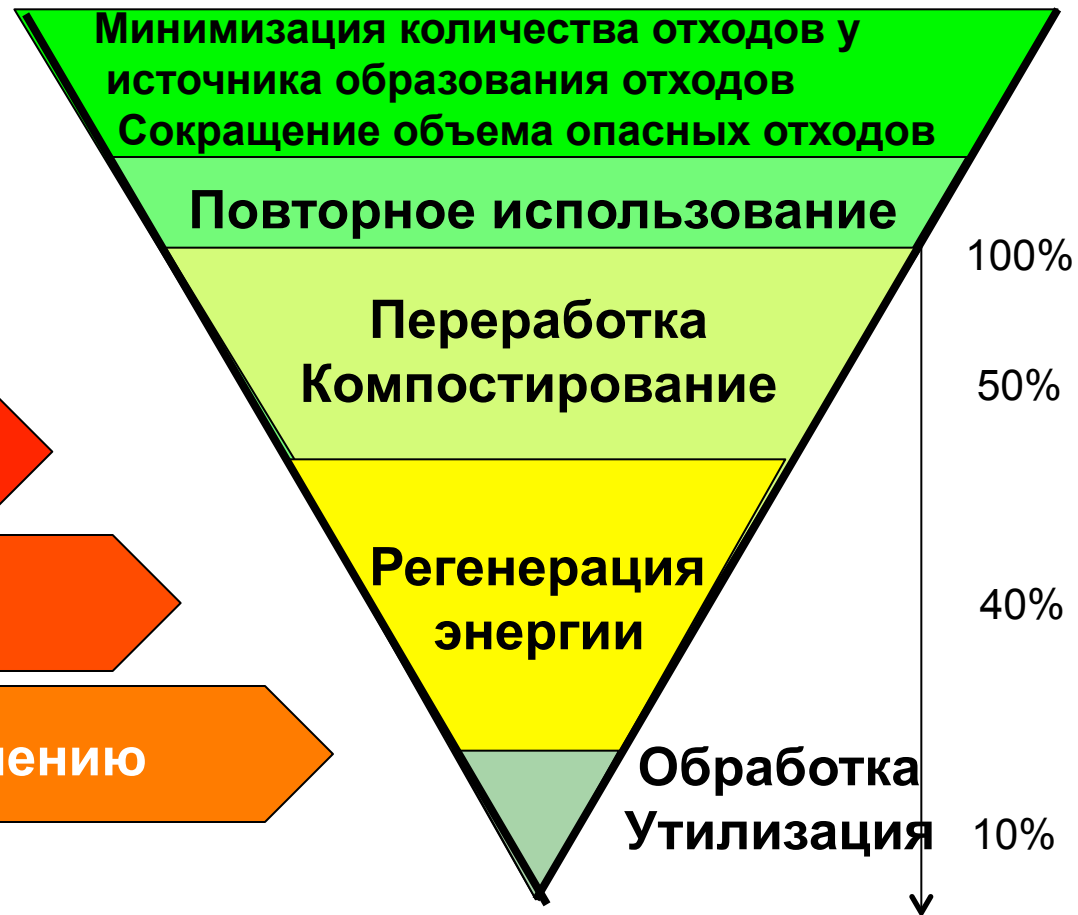 Минимизация количества отходов у
источника образования отходов
Сокращение объема опасных отходов
Повторное использование
100%
Переработка
Компостирование
50%
Регенерация
энергии
40%
Обработка
Утилизация
10%